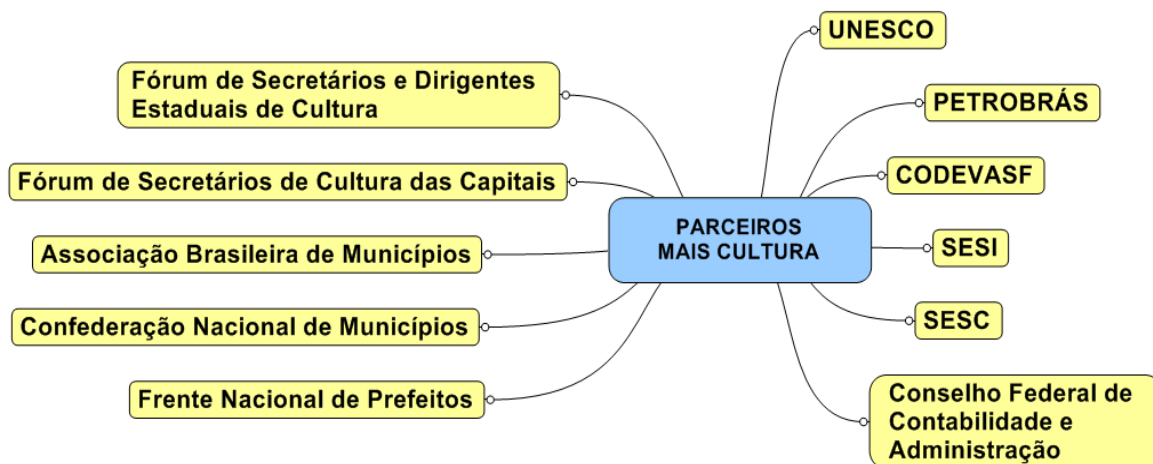 UNESCO
Fórum de Secretários e Dirigentes
Estaduais de Cultura
PETROBRÁS
Fórum de Secretários de Cultura das Capitais
CODEVASF
PARCEIROS
MAIS CULTURA
Associação Brasileira de Municípios
SESI
Confederação Nacional de Municípios
SESC
Frente Nacional de Prefeitos
Conselho Federal de
Contabilidade e
Administração